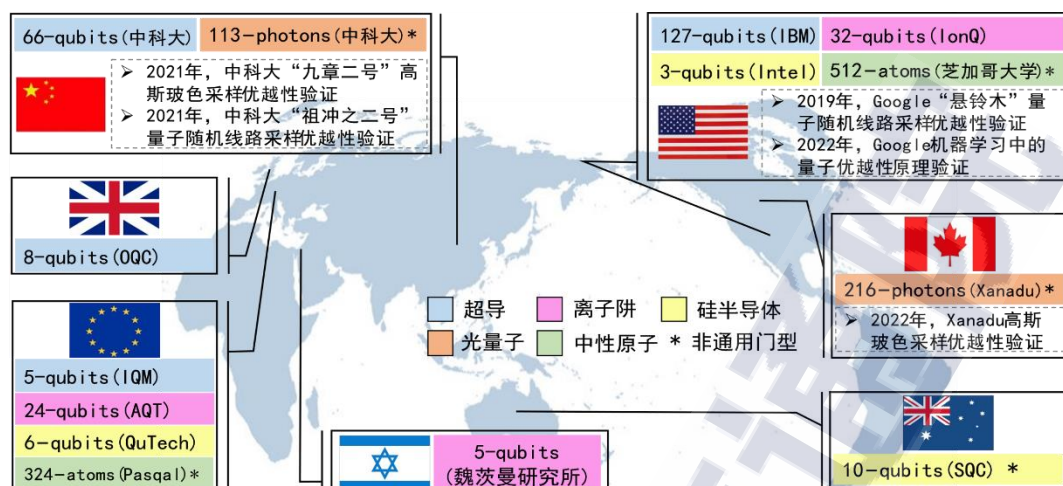 66-qubits(中科大)
113-photons(中科大)*
➢ 2021年，中科大“九章二号”高
斯玻色采样优越性验证
➢ 2021年，中科大“祖冲之二号”
量子随机线路采样优越性验证
127-qubits(IBM)
32-qubits(IonQ)
3-qubits(Intel)
512-atoms(芝加哥大学)*
➢ 2019年，Google“悬铃木”量
子随机线路采样优越性验证
➢ 2022年，Google机器学习中的
量子优越性原理验证
8-qubits(OQC)
216-photons(Xanadu)*
➢ 2022年，Xanadu高斯
玻色采样优越性验证
超导
离子阱
硅半导体
光量子
中性原子
* 非通用门型
5-qubits(IQM)
24-qubits(AQT)
6-qubits(QuTech)
324-atoms(Pasqal)*
5-qubits
(魏茨曼研究所)
10-qubits(SQC) *